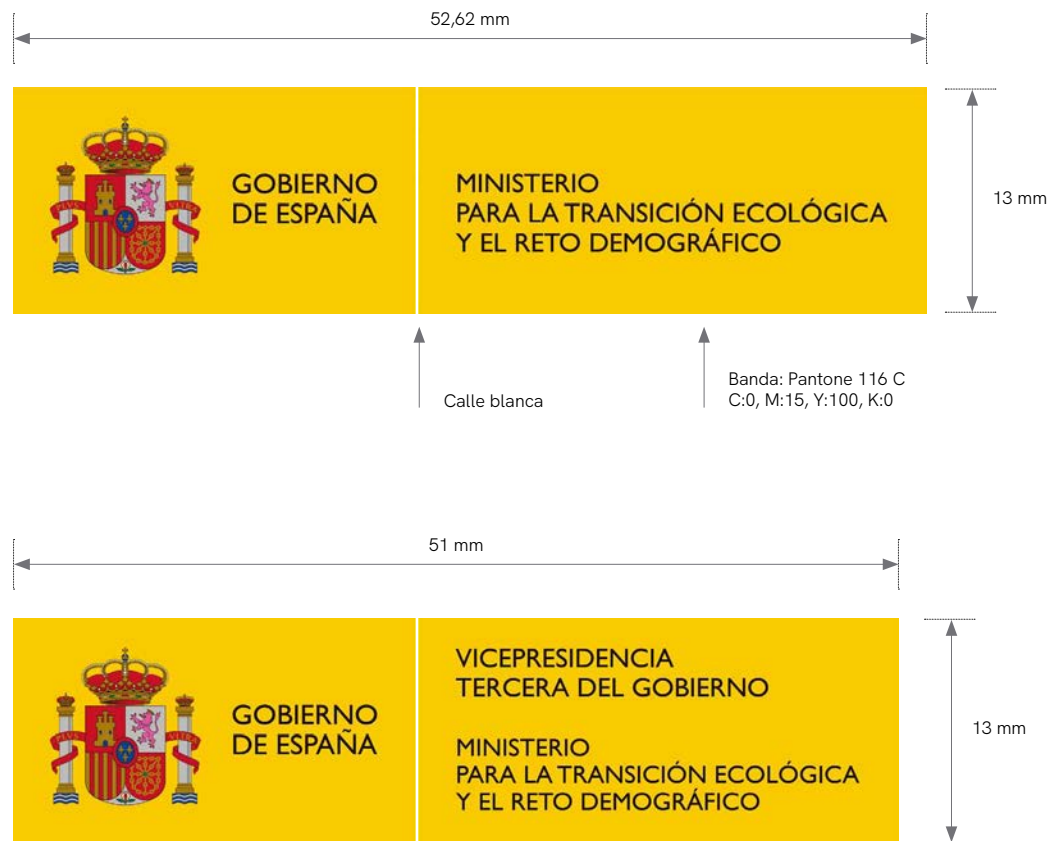 52,62 mm
GOBIERNO
DE ESPAÑA
MINISTERIO
PARA LA TRANSICIÓN ECOLÓGICA
Y EL RETO DEMOGRÁFICO
13 mm
Calle blanca
Banda: Pantone 116 C
C:0, M:15, Y:100, K:0
51 mm
GOBIERNO
DE ESPAÑA
VICEPRESIDENCIA
TERCERA DEL GOBIERNO
MINISTERIO
PARA LA TRANSICIÓN ECOLÓGICA
Y EL RETO DEMOGRÁFICO
13 mm